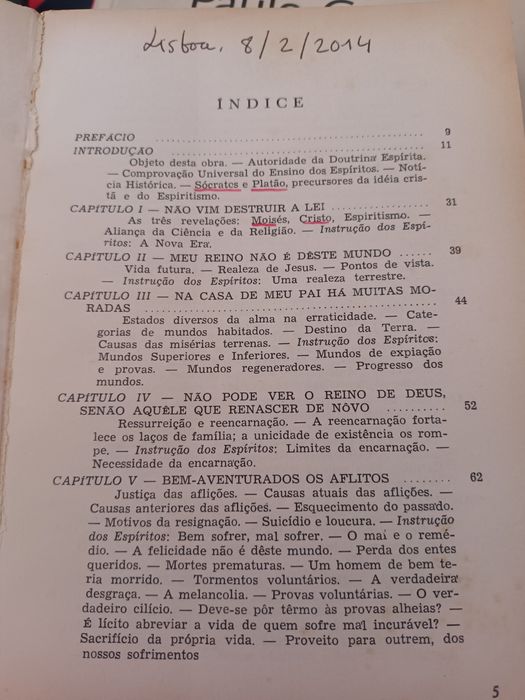 Lisboa, 8/2/2014
ÍNDICE
PREFÁCIO .................... 9
INTRODUÇÃO .................... 11
Objeto desta obra. — Autoridade da Doutrina Espírita.
— Comprovação Universal do Ensino dos Espíritos. — Notí-
cia Histórica. — Sócrates e Platão, precursores da idéia cris-
tã e do Espiritismo.
CAPÍTULO I — NÃO VIM DESTRUIR A LEI .................... 31
As três revelações: Moisés, Cristo, Espiritismo. —
Aliança da Ciência e da Religião. — Instrução dos Espí-
ritos: A Nova Era.
CAPÍTULO II — MEU REINO NÃO É DÊSTE MUNDO ...... 39
Vida futura. — Realeza de Jesus. — Pontos de vista.
— Instrução dos Espíritos: Uma realeza terrestre.
CAPÍTULO III — NA CASA DE MEU PAI HÁ MUITAS MO-
RADAS .................... 44
Estados diversos da alma na erraticidade. — Cate-
gorias de mundos habitados. — Destino da Terra. —
Causas das misérias terrenas. — Instrução dos Espíritos:
Mundos Superiores e Inferiores. — Mundos de expiação
e provas. — Mundos regeneradores. — Progresso dos
mundos.
CAPÍTULO IV — NÃO PODE VER O REINO DE DEUS,
SENÃO AQUÊLE QUE RENASCER DE NÔVO .......... 52
Ressurreição e reencarnação. — A reencarnação forta-
lece os laços de família; a unicidade de existência os rom-
pe. — Instrução dos Espíritos: Limites da encarnação. —
Necessidade da encarnação.
CAPÍTULO V — BEM-AVENTURADOS OS AFLITOS ........ 62
Justiça das aflições. — Causas atuais das aflições. —
Causas anteriores das aflições. — Esquecimento do passado.
— Motivos da resignação. — Suicídio e loucura. — Instrução
dos Espíritos: Bem sofrer, mal sofrer. — O mal e o remé-
dio. — A felicidade não é dêste mundo. — Perda dos entes
queridos. — Mortes prematuras. — Um homem de bem te-
ria morrido. — Tormentos voluntários. — A verdadeira
desgraça. — A melancolia. — Provas voluntárias. — O ver-
dadeiro cilício. — Deve-se pôr têrmo às provas alheias? —
É lícito abreviar a vida de quem sofre mal incurável? —
Sacrifício da própria vida. — Proveito para outrem, dos
nossos sofrimentos
5